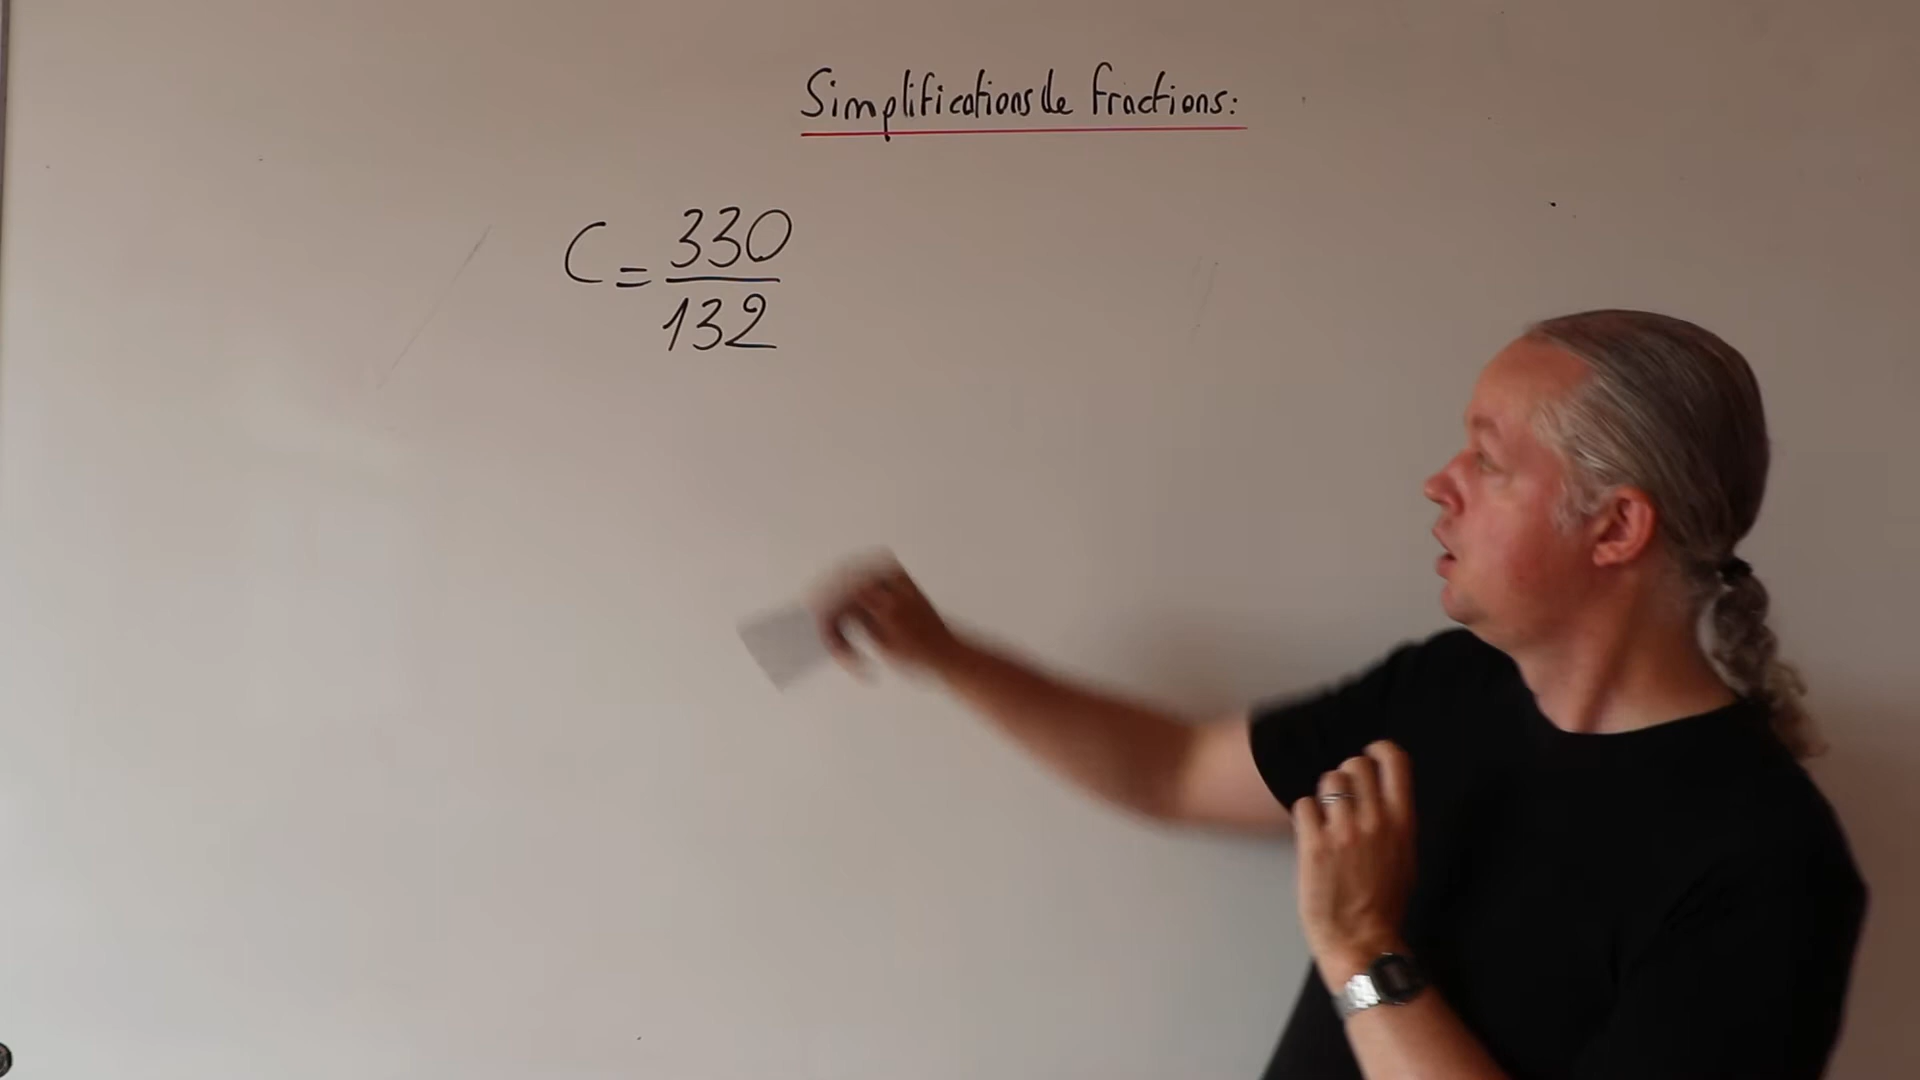 Simplifications de fractions:
C = 330
132